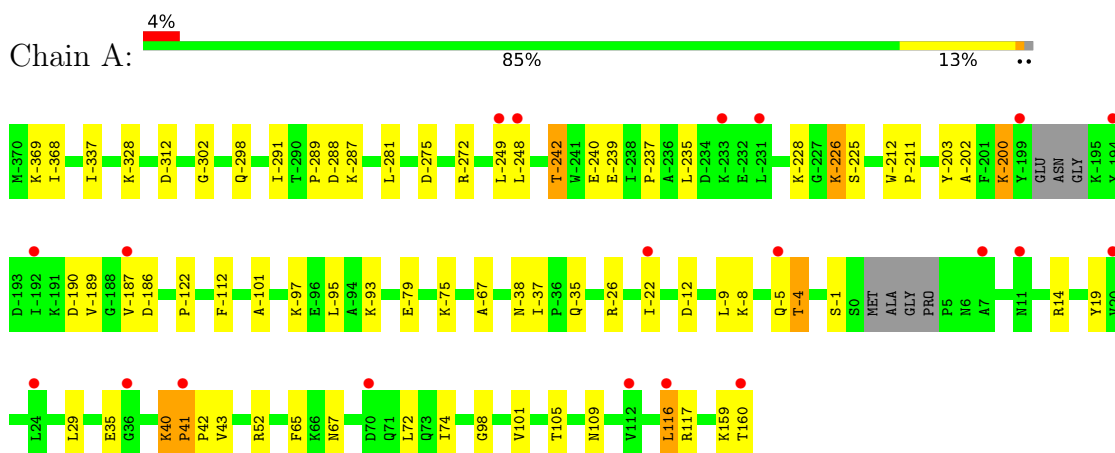 4%
Chain A:
85% 13% ••
M-370 K-369 I-368 I-337 K-328 D-312 G-302 Q-298 I-291 T-290 P-289 D-288 K-287 L-281 D-275 R-272 L-249 L-248 T-242 W-241 E-240 E-239 I-238 P-237 A-236 L-235 D-234 K-233 E-232 L-231 K-228 G-227 K-226 S-225 W-212 P-211 Y-203 A-202 F-201 K-200 Y-199 GLU ASN GLY K-195 Y-194
D-193 I-192 K-191 D-190 V-189 G-188 V-187 D-186 P-122 F-112 A-101 K-97 E-96 L-95 A-94 K-93 E-79 K-75 A-67 N-38 I-37 P-36 Q-35 R-26 I-22 D-12 L-9 K-8 Q-5 T-4 S-1 S0 MET ALA GLY PRO P5 N6 A7 N11 R14 Y19 V20
L24 L29 E35 G36 K40 P41 P42 V43 R52 F65 K66 N67 D70 Q71 L72 Q73 I74 G98 V101 T105 N109 V112 L116 R117 K159 T160